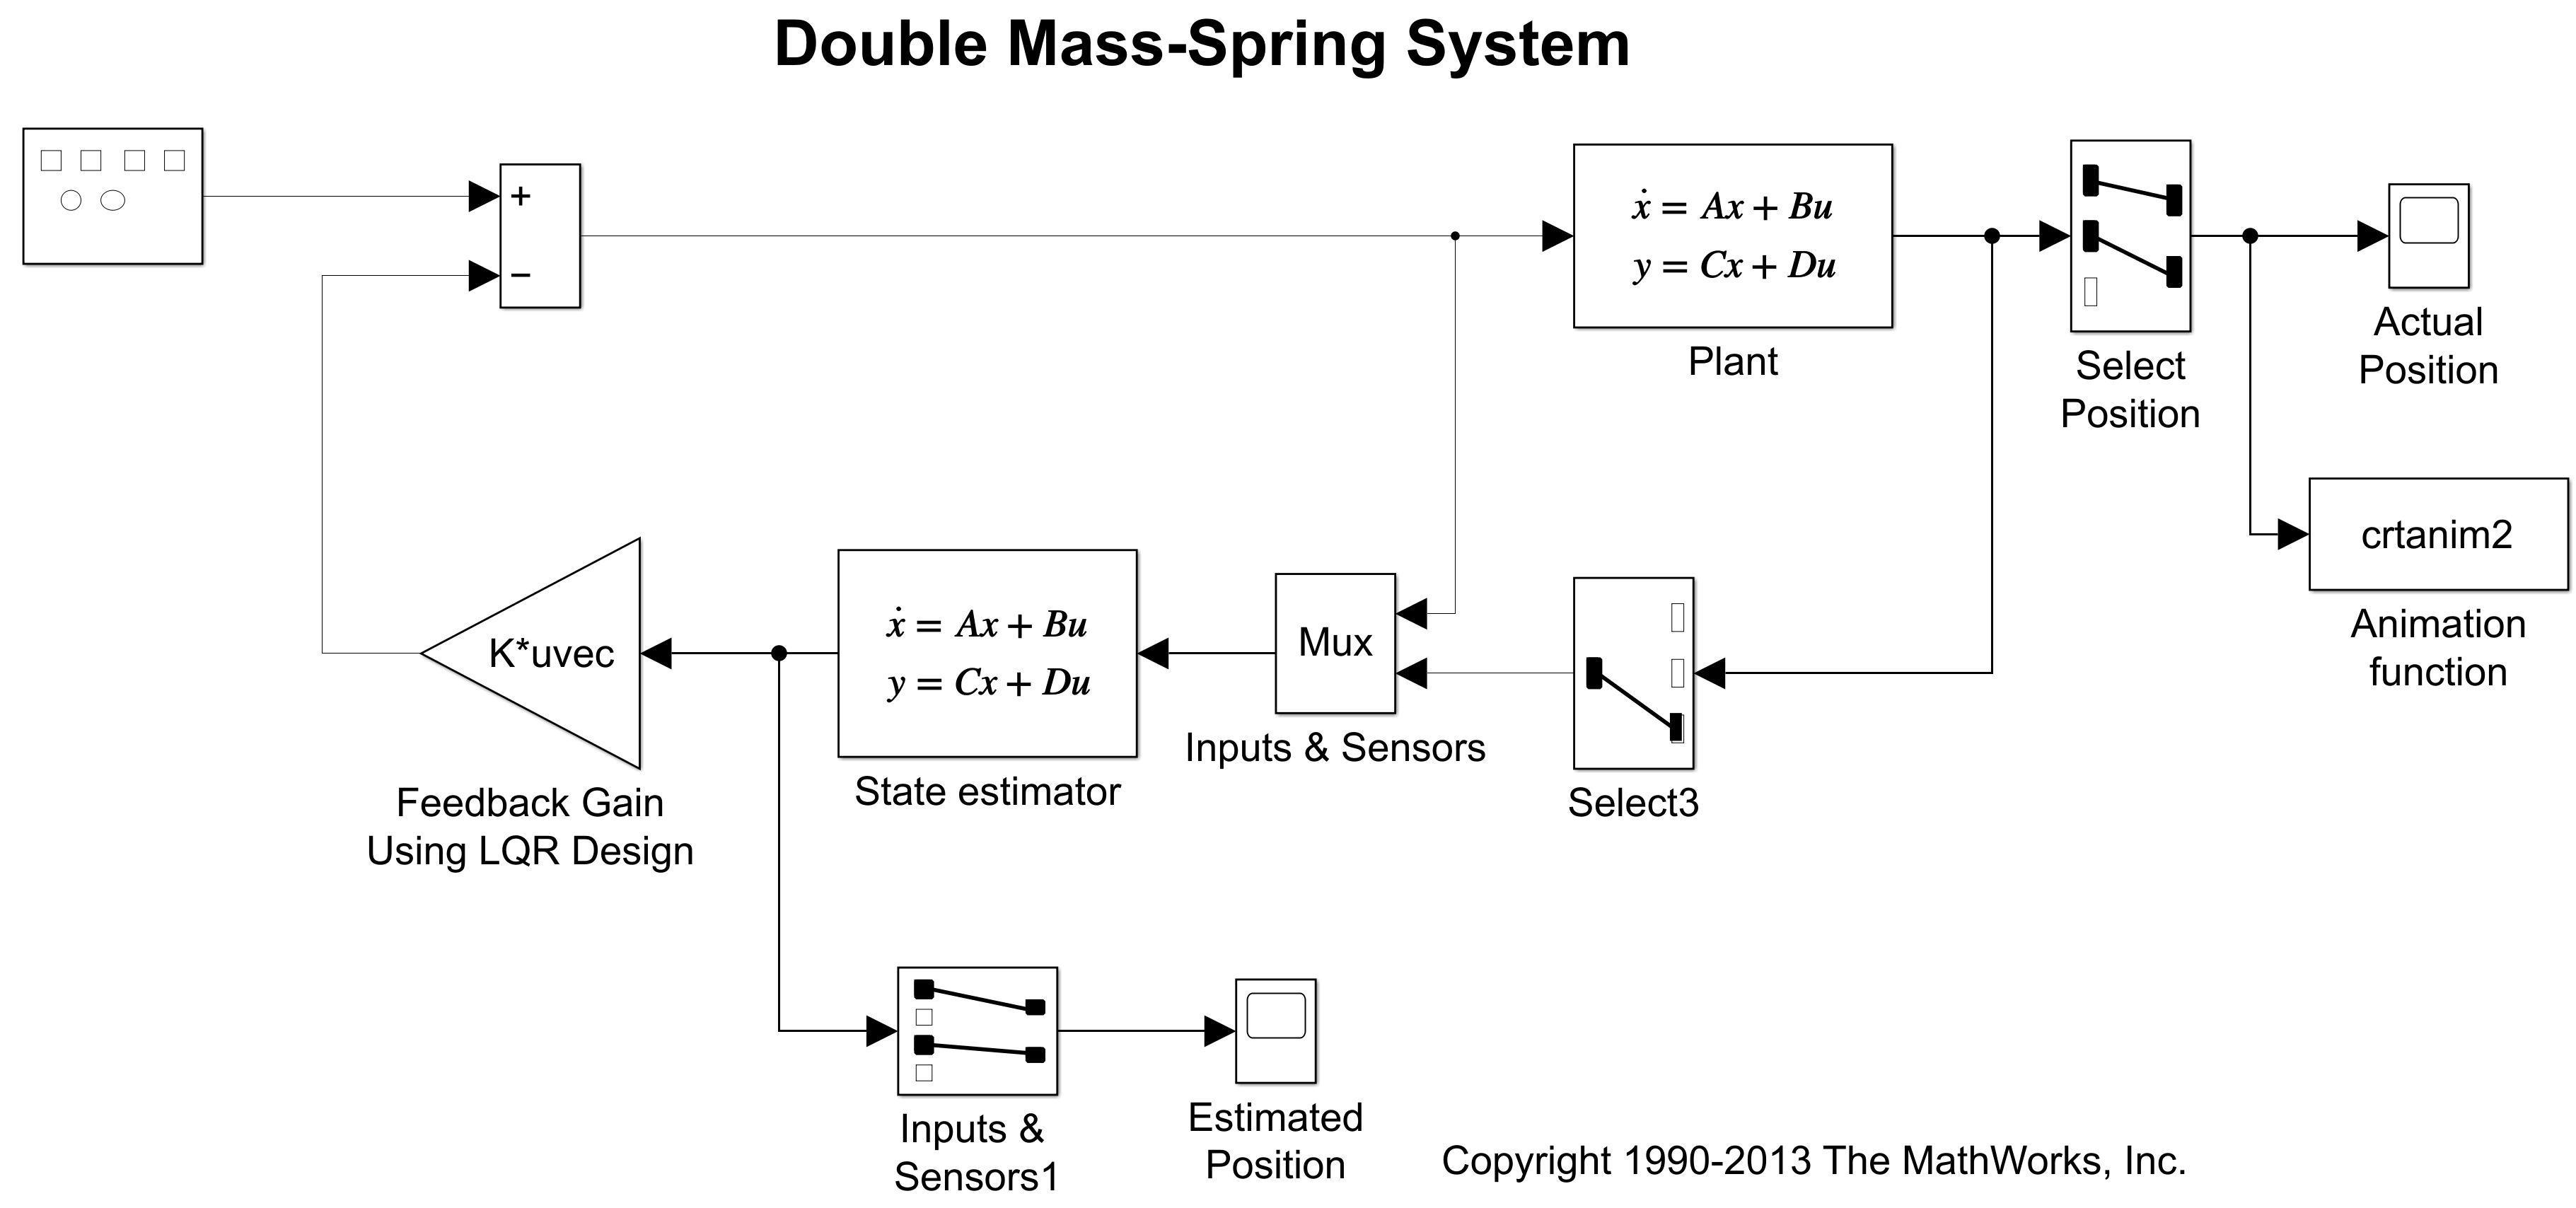 Double Mass-Spring System
+
−
ẋ = Ax + Bu
y = Cx + Du
Plant
Select
Position
Actual
Position
crtanim2
Animation
function
K*uvec
Feedback Gain
Using LQR Design
ẋ = Ax + Bu
y = Cx + Du
State estimator
Mux
Inputs & Sensors
Select3
Inputs &
Sensors1
Estimated
Position
Copyright 1990-2013 The MathWorks, Inc.